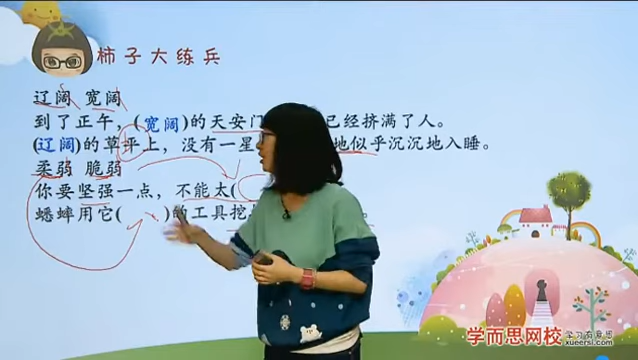 柿子大练兵
辽阔 宽阔
到了正午，(宽阔)的天安门 已经挤满了人。
(辽阔)的草坪上，没有一星 地似乎沉沉地入睡。
柔弱 脆弱
你要坚强一点，不能太(
蟋蟀用它( )的工具挖
学而思网校
xueersi.com